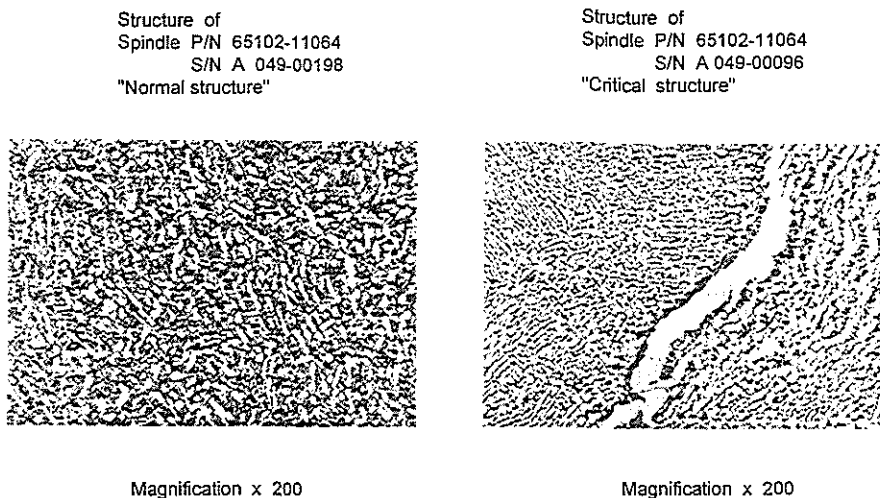 Structure of
Spindle P/N 65102-11064
S/N A 049-00198
"Normal structure"
Structure of
Spindle P/N 65102-11064
S/N A 049-00096
"Critical structure"
Magnification x 200
Magnification x 200